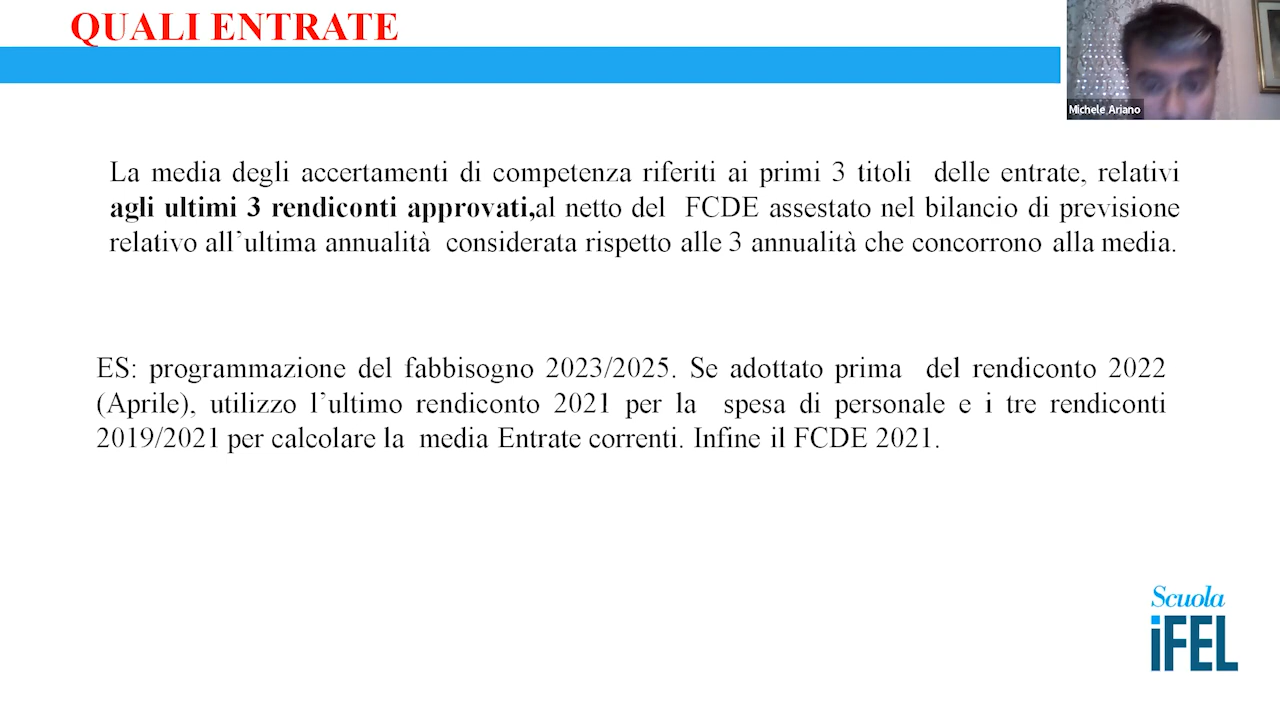 QUALI ENTRATE
Michele Ariano
La media degli accertamenti di competenza riferiti ai primi 3 titoli delle entrate, relativi
agli ultimi 3 rendiconti approvati,al netto del FCDE assestato nel bilancio di previsione
relativo all'ultima annualità considerata rispetto alle 3 annualità che concorrono alla media.
ES: programmazione del fabbisogno 2023/2025. Se adottato prima del rendiconto 2022
(Aprile), utilizzo l'ultimo rendiconto 2021 per la spesa di personale e i tre rendiconti
2019/2021 per calcolare la media Entrate correnti. Infine il FCDE 2021.
Scuola
iFEL